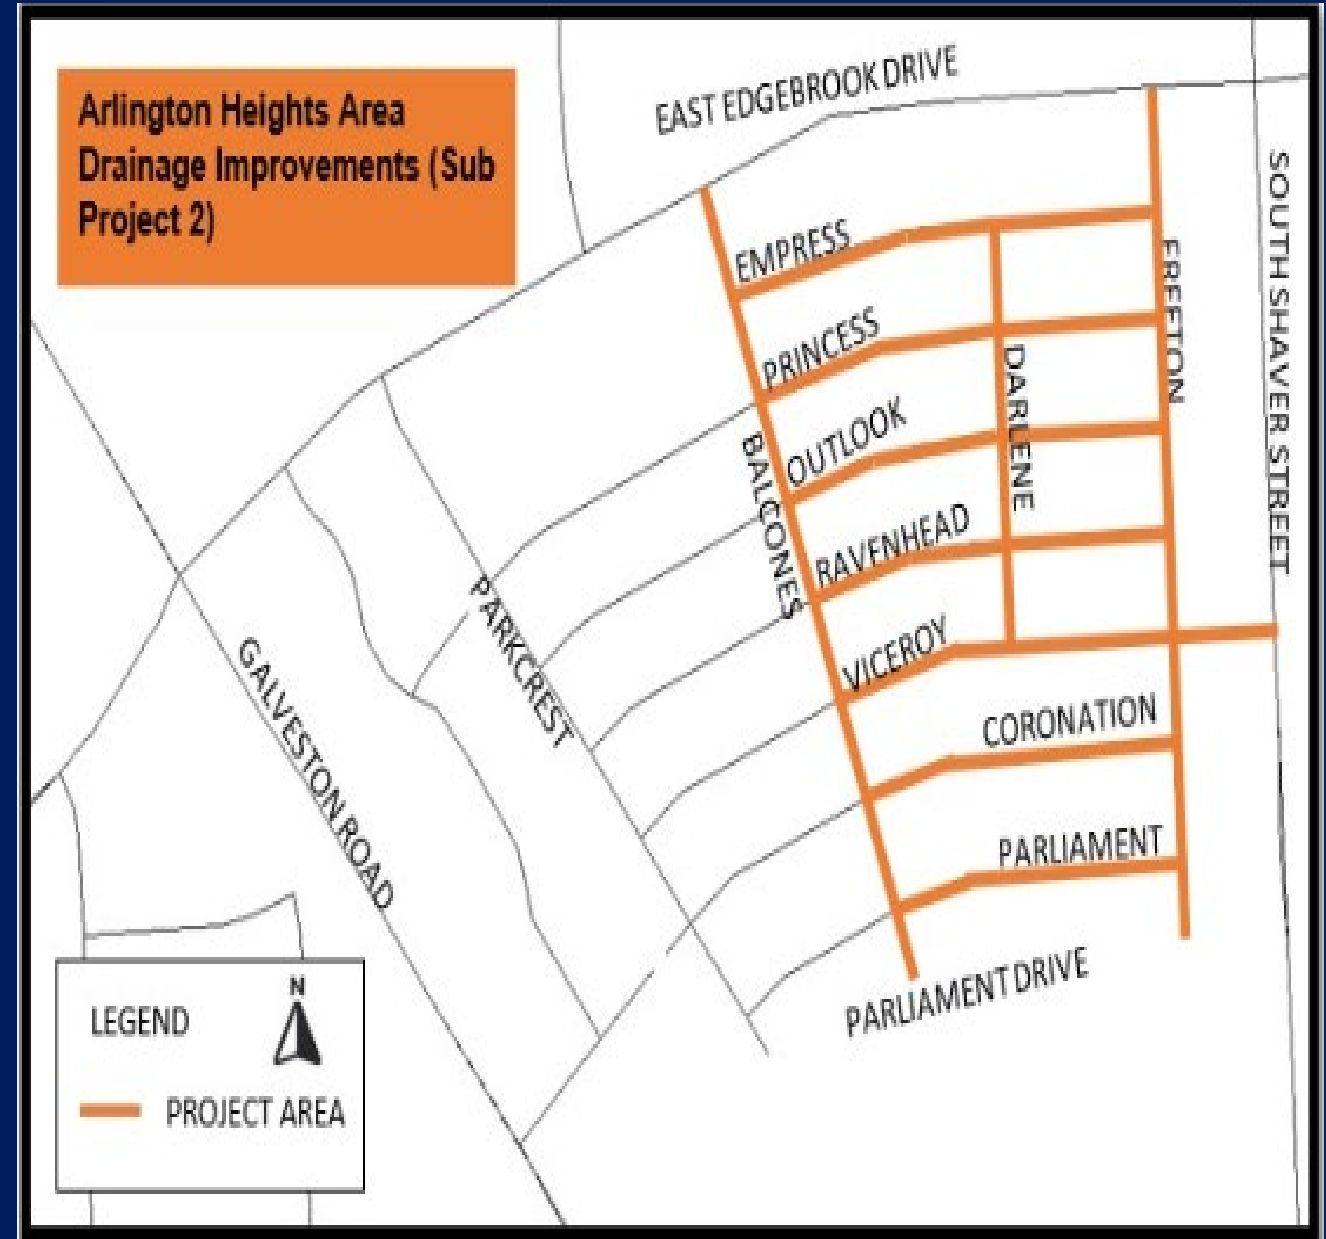 Arlington Heights Area
Drainage Improvements (Sub
Project 2)
EAST EDGEBROOK DRIVE
SOUTH SHAVER STREET
EMPRESS
FREETON
PRINCESS
DARLENE
OUTLOOK
BALCONES
RAVENHEAD
PARKCREST
VICEROY
GALVESTON ROAD
CORONATION
PARLIAMENT
PARLIAMENT DRIVE
N
LEGEND
PROJECT AREA